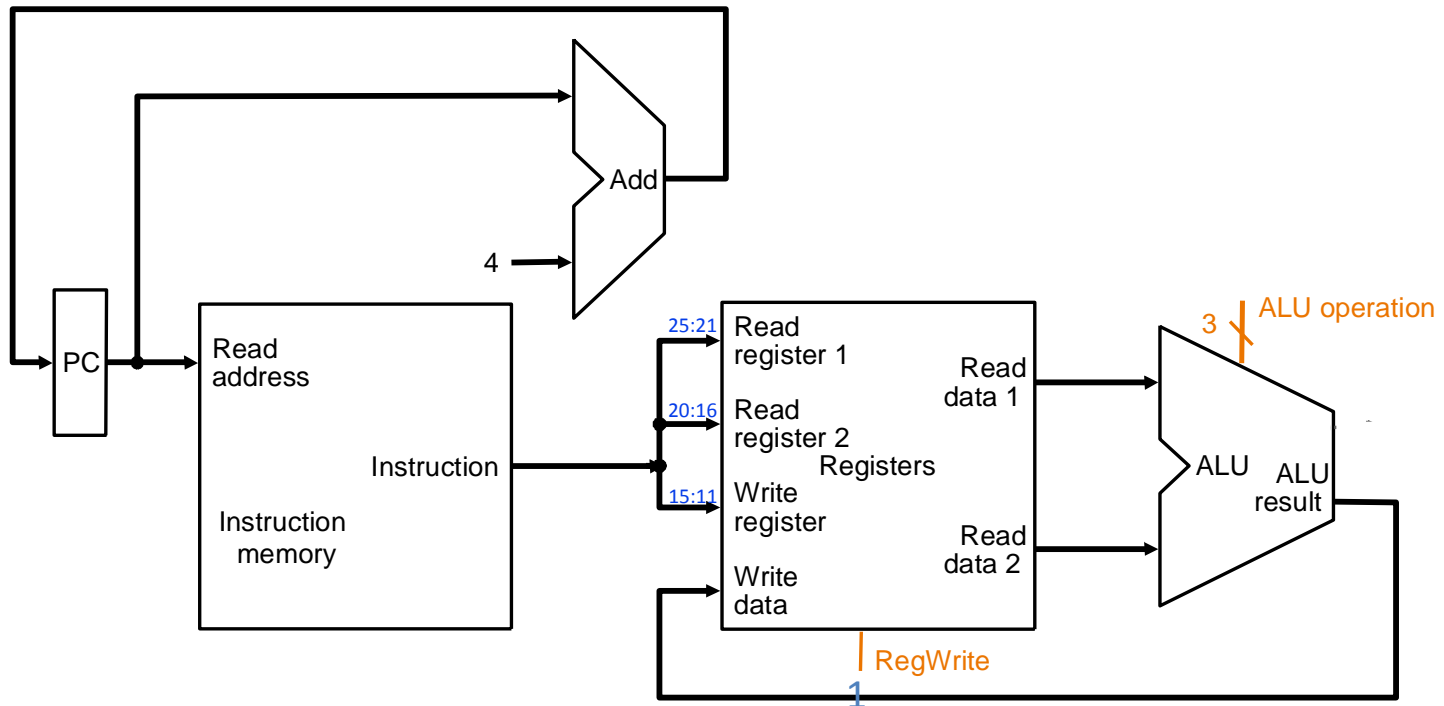 Add
4
PC
Read
address
Instruction
Instruction
memory
25:21
Read
register 1
20:16
Read
register 2
Registers
15:11
Write
register
Write
data
Read
data 1
Read
data 2
RegWrite
1
3
ALU operation
ALU
ALU
result